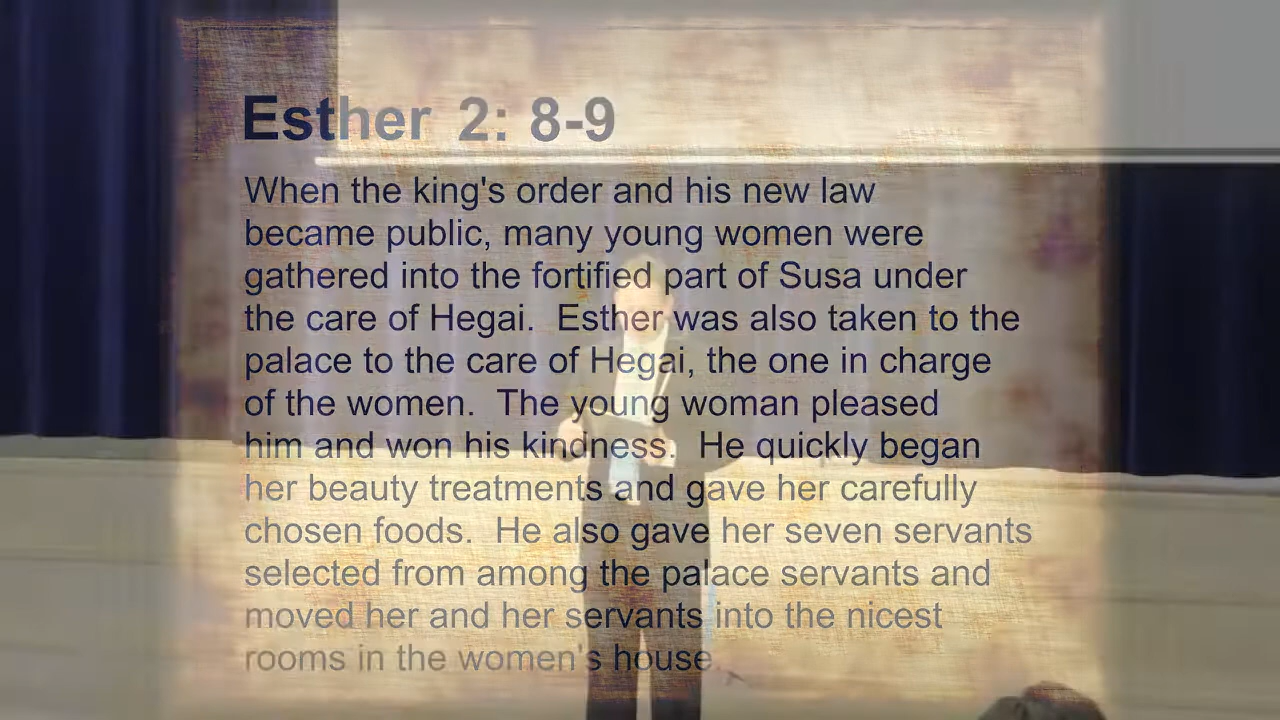 Esther 2: 8-9
When the king's order and his new law
became public, many young women were
gathered into the fortified part of Susa under
the care of Hegai. Esther was also taken to the
palace to the care of Hegai, the one in charge
of the women. The young woman pleased
him and won his kindness. He quickly began
her beauty treatments and gave her carefully
chosen foods. He also gave her seven servants
selected from among the palace servants and
moved her and her servants into the nicest
rooms in the women's house.